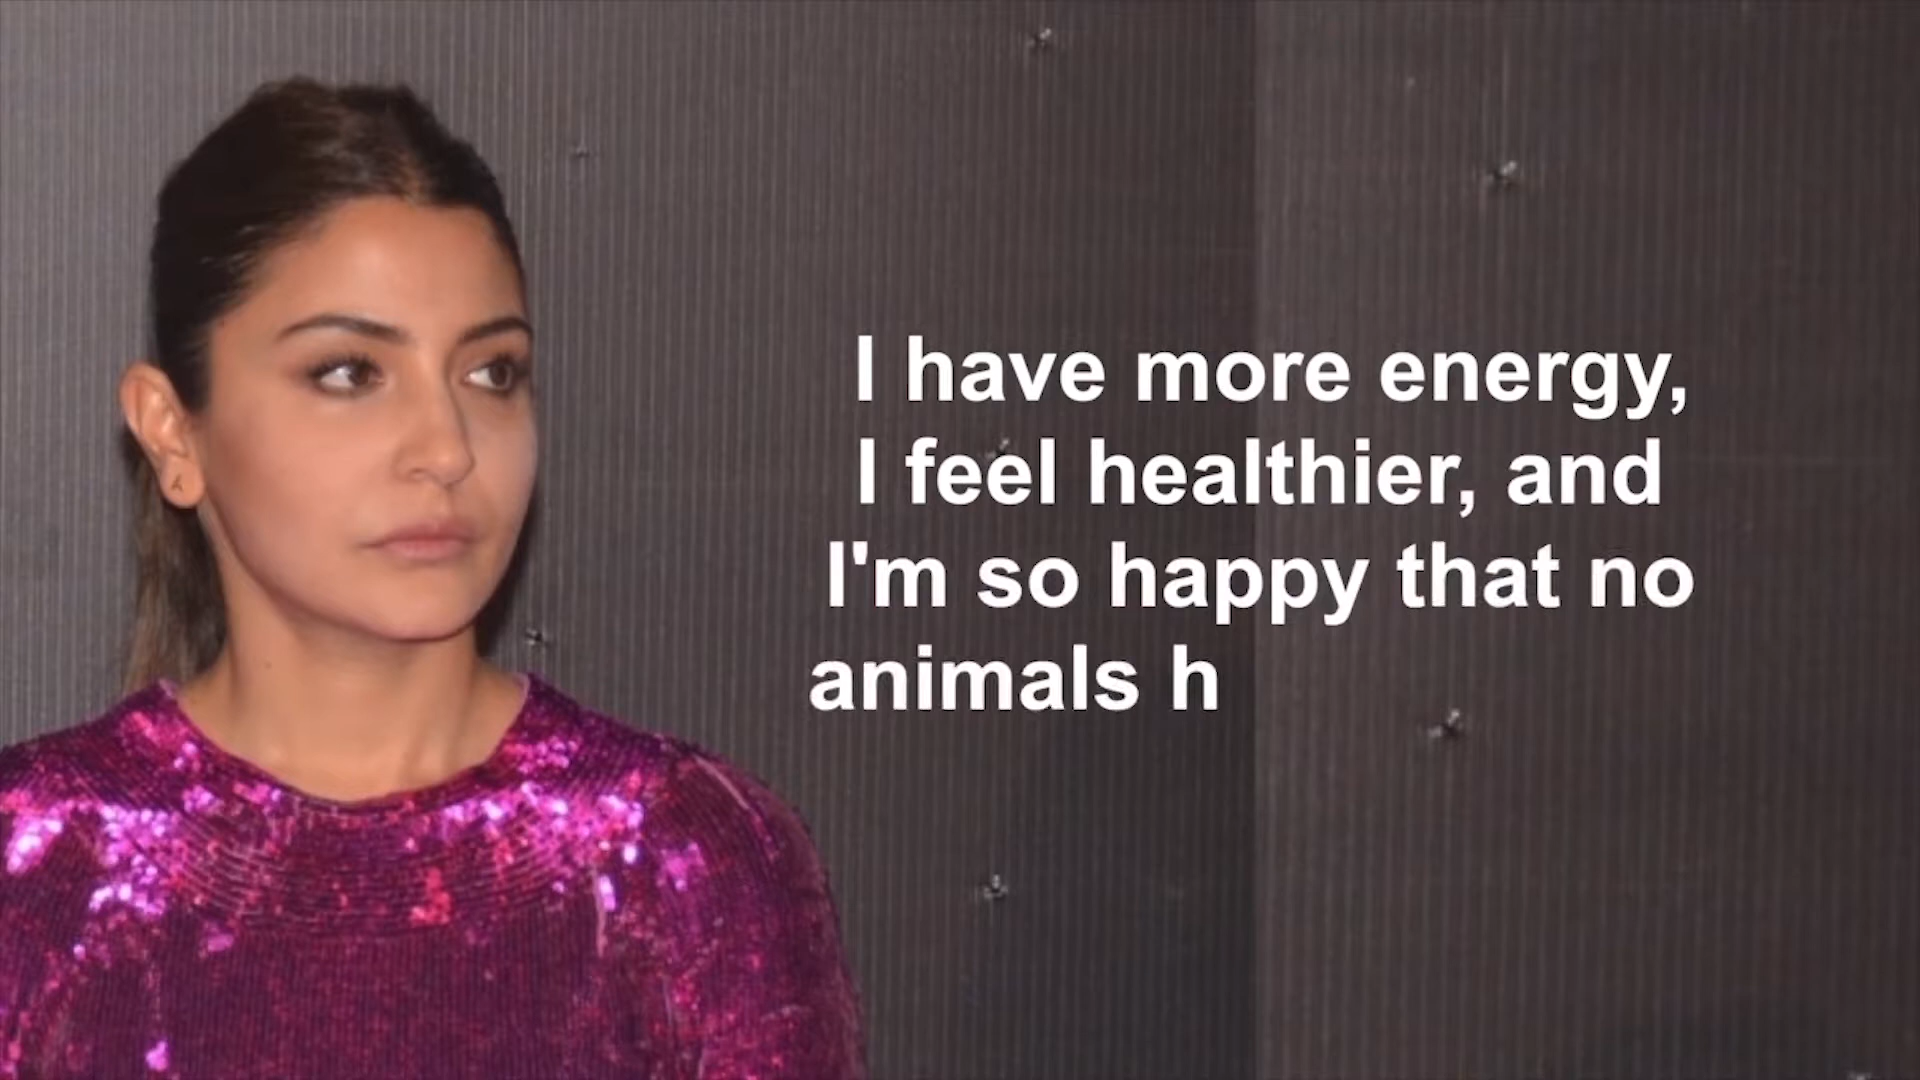 I have more energy,
I feel healthier, and
I'm so happy that no
animals h